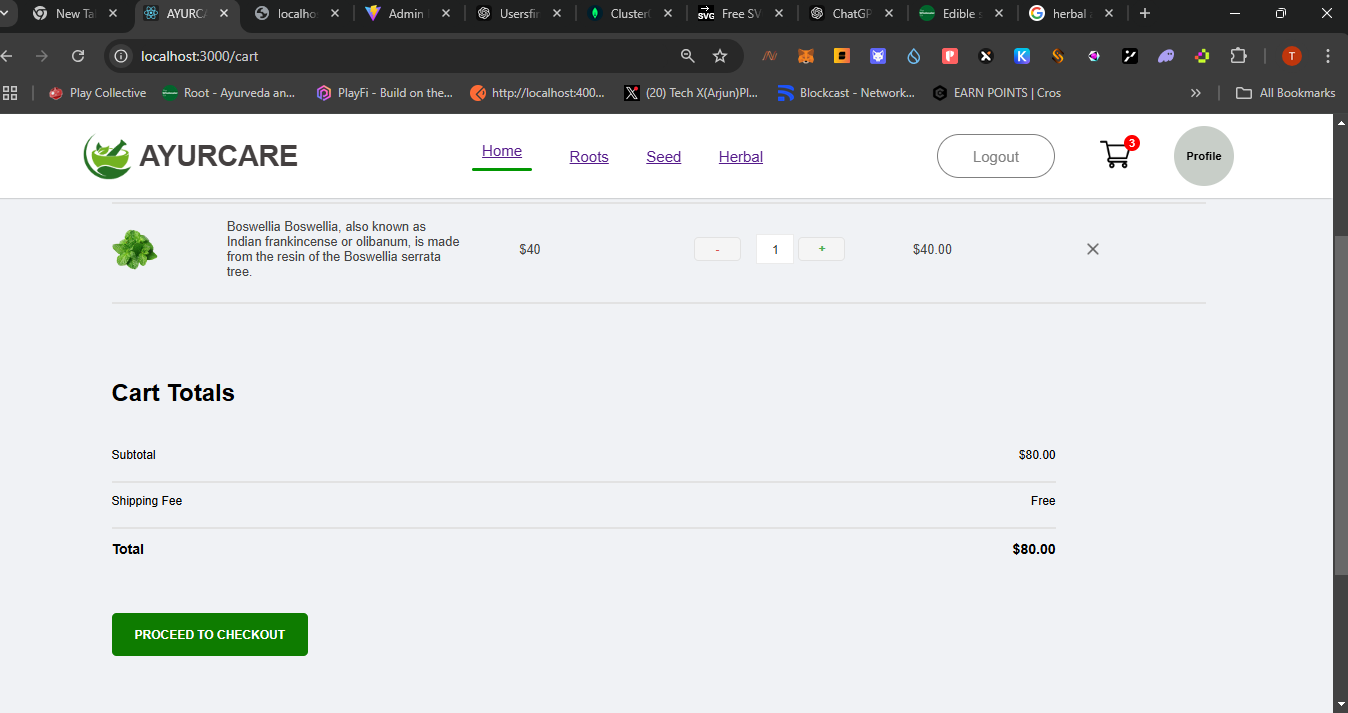 New Ta
AYURCA
localho
Admin
Usersfir
Cluster
SVG
Free SV
ChatGP
Edible s
herbal
localhost:3000/cart
T
Play Collective
Root - Ayurveda an...
PlayFi - Build on the...
http://localhost:400...
(20) Tech X(Arjun)Pl...
Blockcast - Network...
EARN POINTS | Cros
All Bookmarks
AYURCARE
Home
Roots
Seed
Herbal
Logout
3
Profile
Boswellia Boswellia, also known as
Indian frankincense or olibanum, is made
from the resin of the Boswellia serrata
tree.
$40
-
1
+
$40.00
Cart Totals
Subtotal
$80.00
Shipping Fee
Free
Total
$80.00
PROCEED TO CHECKOUT